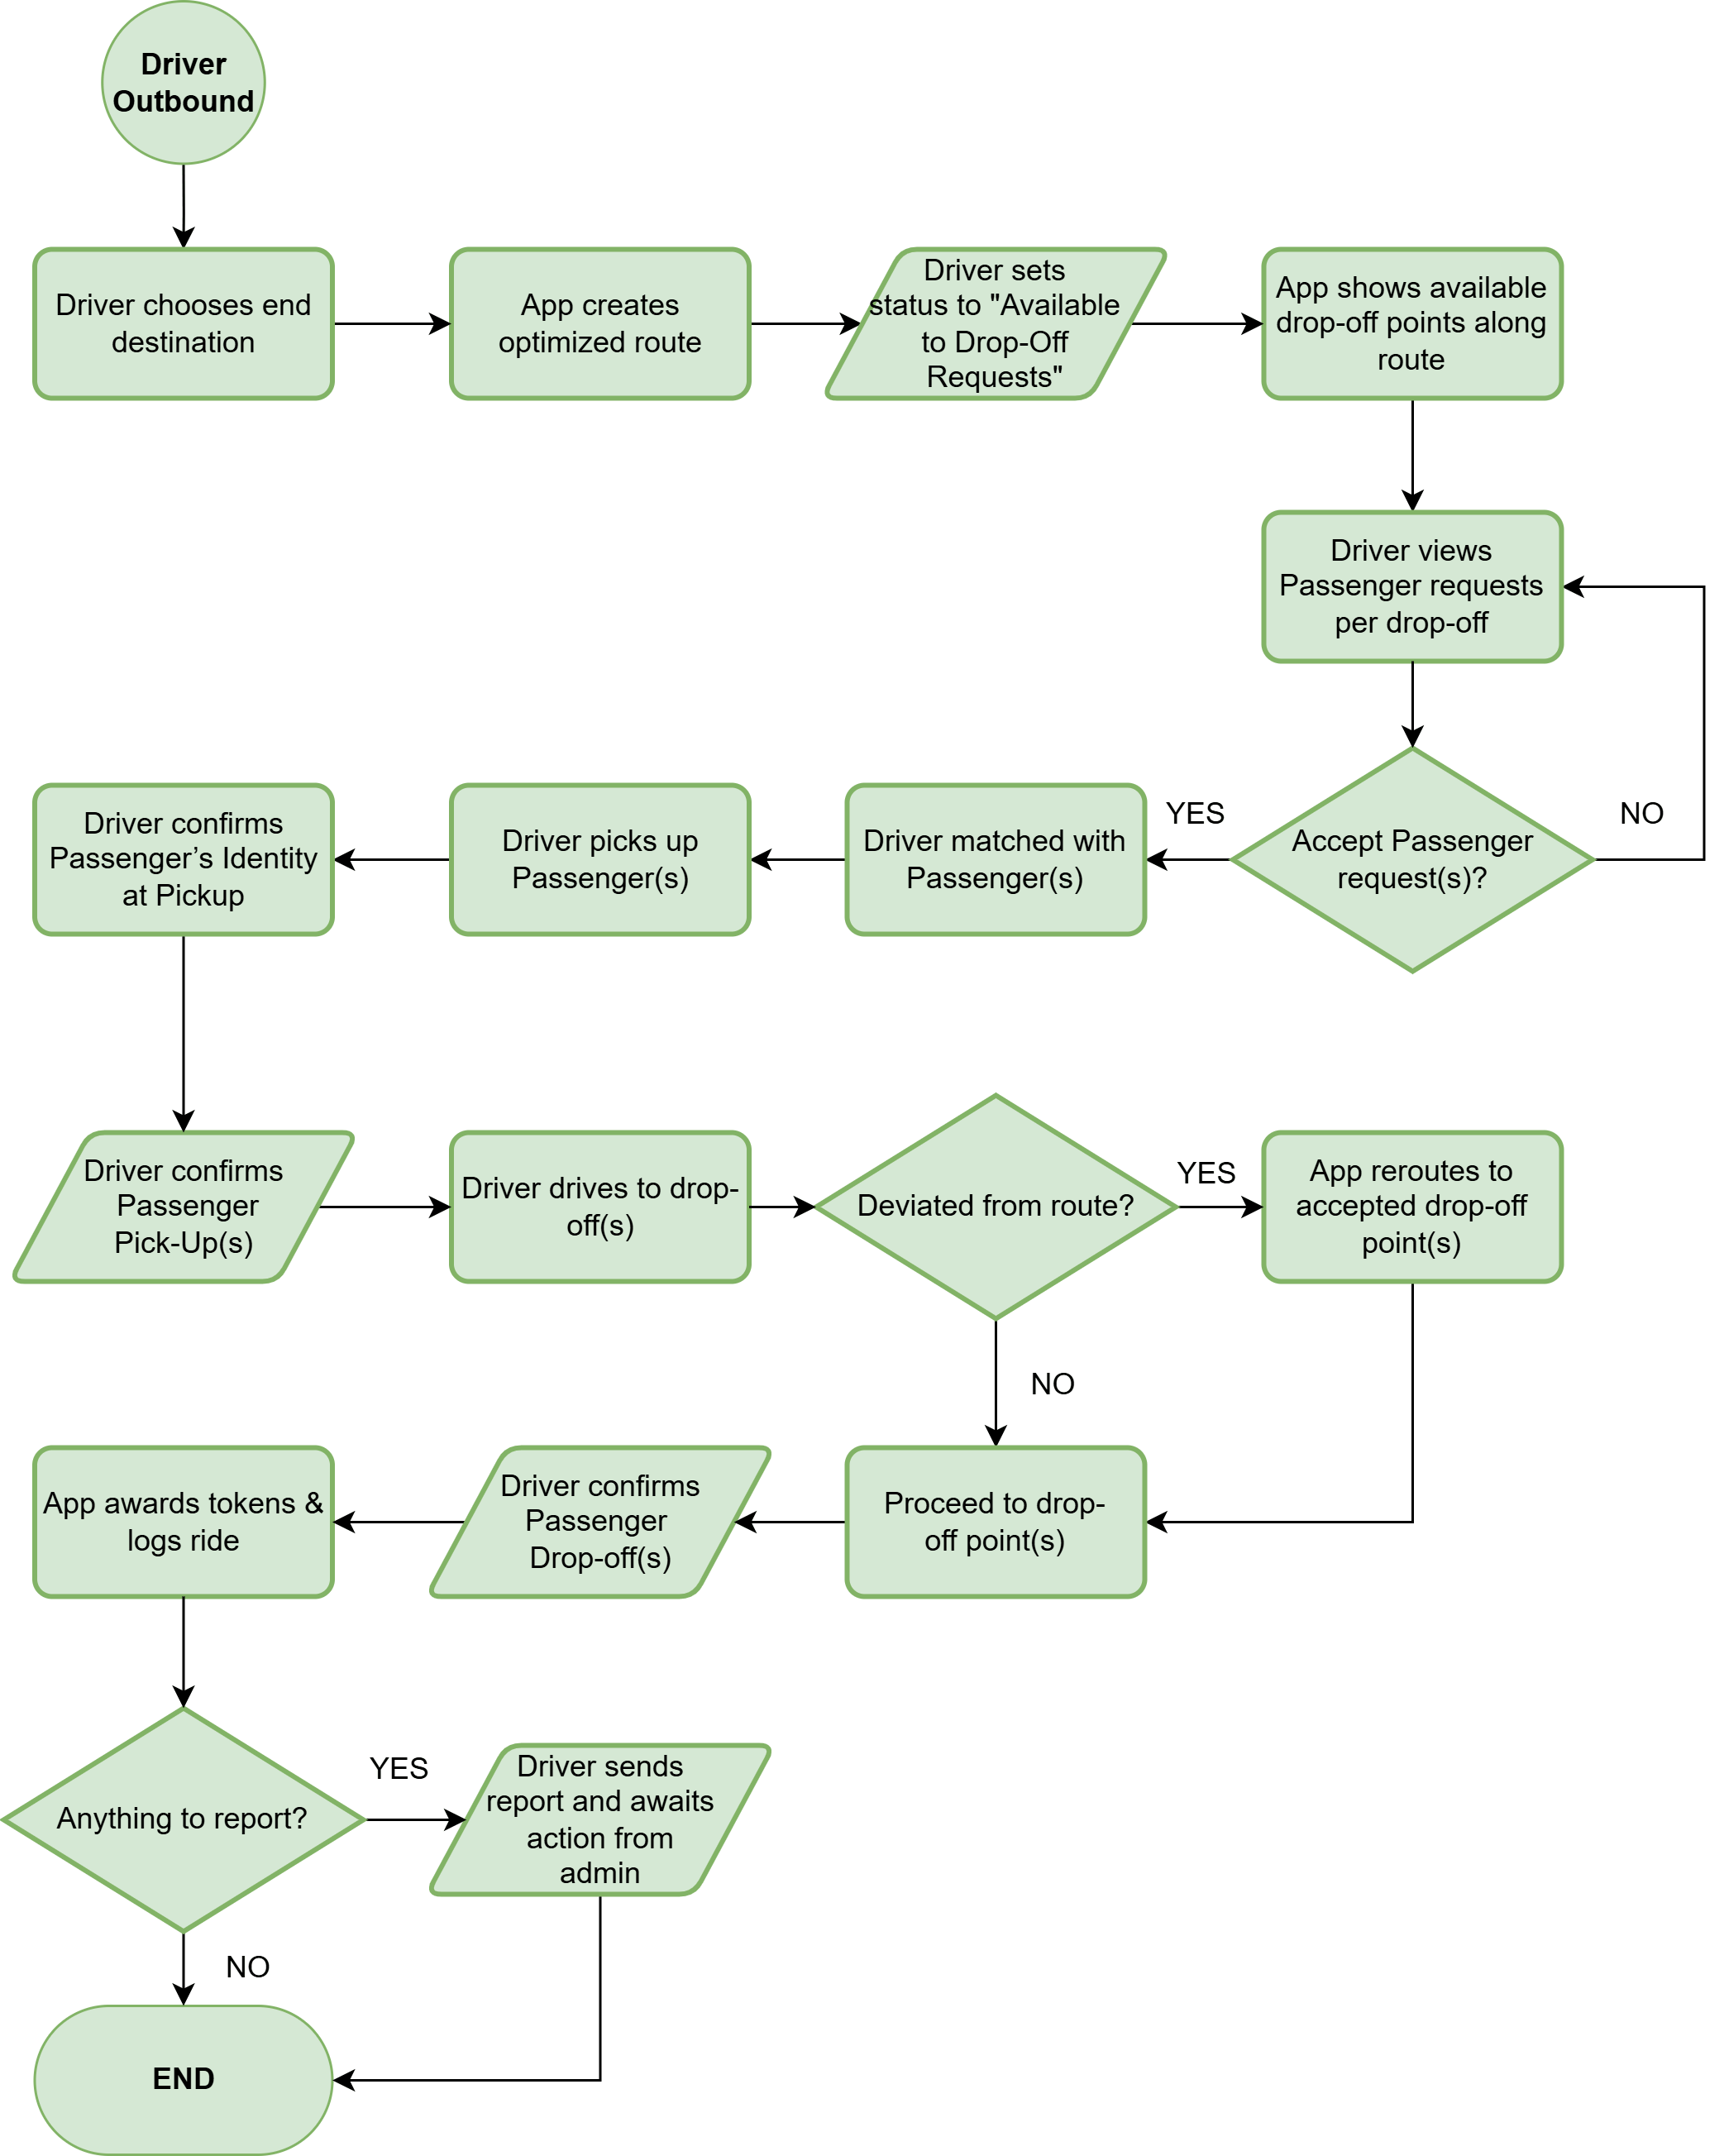 Driver
Outbound
Driver chooses end
destination
App creates
optimized route
Driver sets
status to "Available
to Drop-Off
Requests"
App shows available
drop-off points along
route
Driver views
Passenger requests
per drop-off
Accept Passenger
request(s)?
NO
YES
Driver matched with
Passenger(s)
Driver picks up
Passenger(s)
Driver confirms
Passenger’s Identity
at Pickup
Driver confirms
Passenger
Pick-Up(s)
Driver drives to drop-
off(s)
Deviated from route?
YES
App reroutes to
accepted drop-off
point(s)
NO
Proceed to drop-
off point(s)
Driver confirms
Passenger
Drop-off(s)
App awards tokens &
logs ride
Anything to report?
YES
Driver sends
report and awaits
action from
admin
NO
END